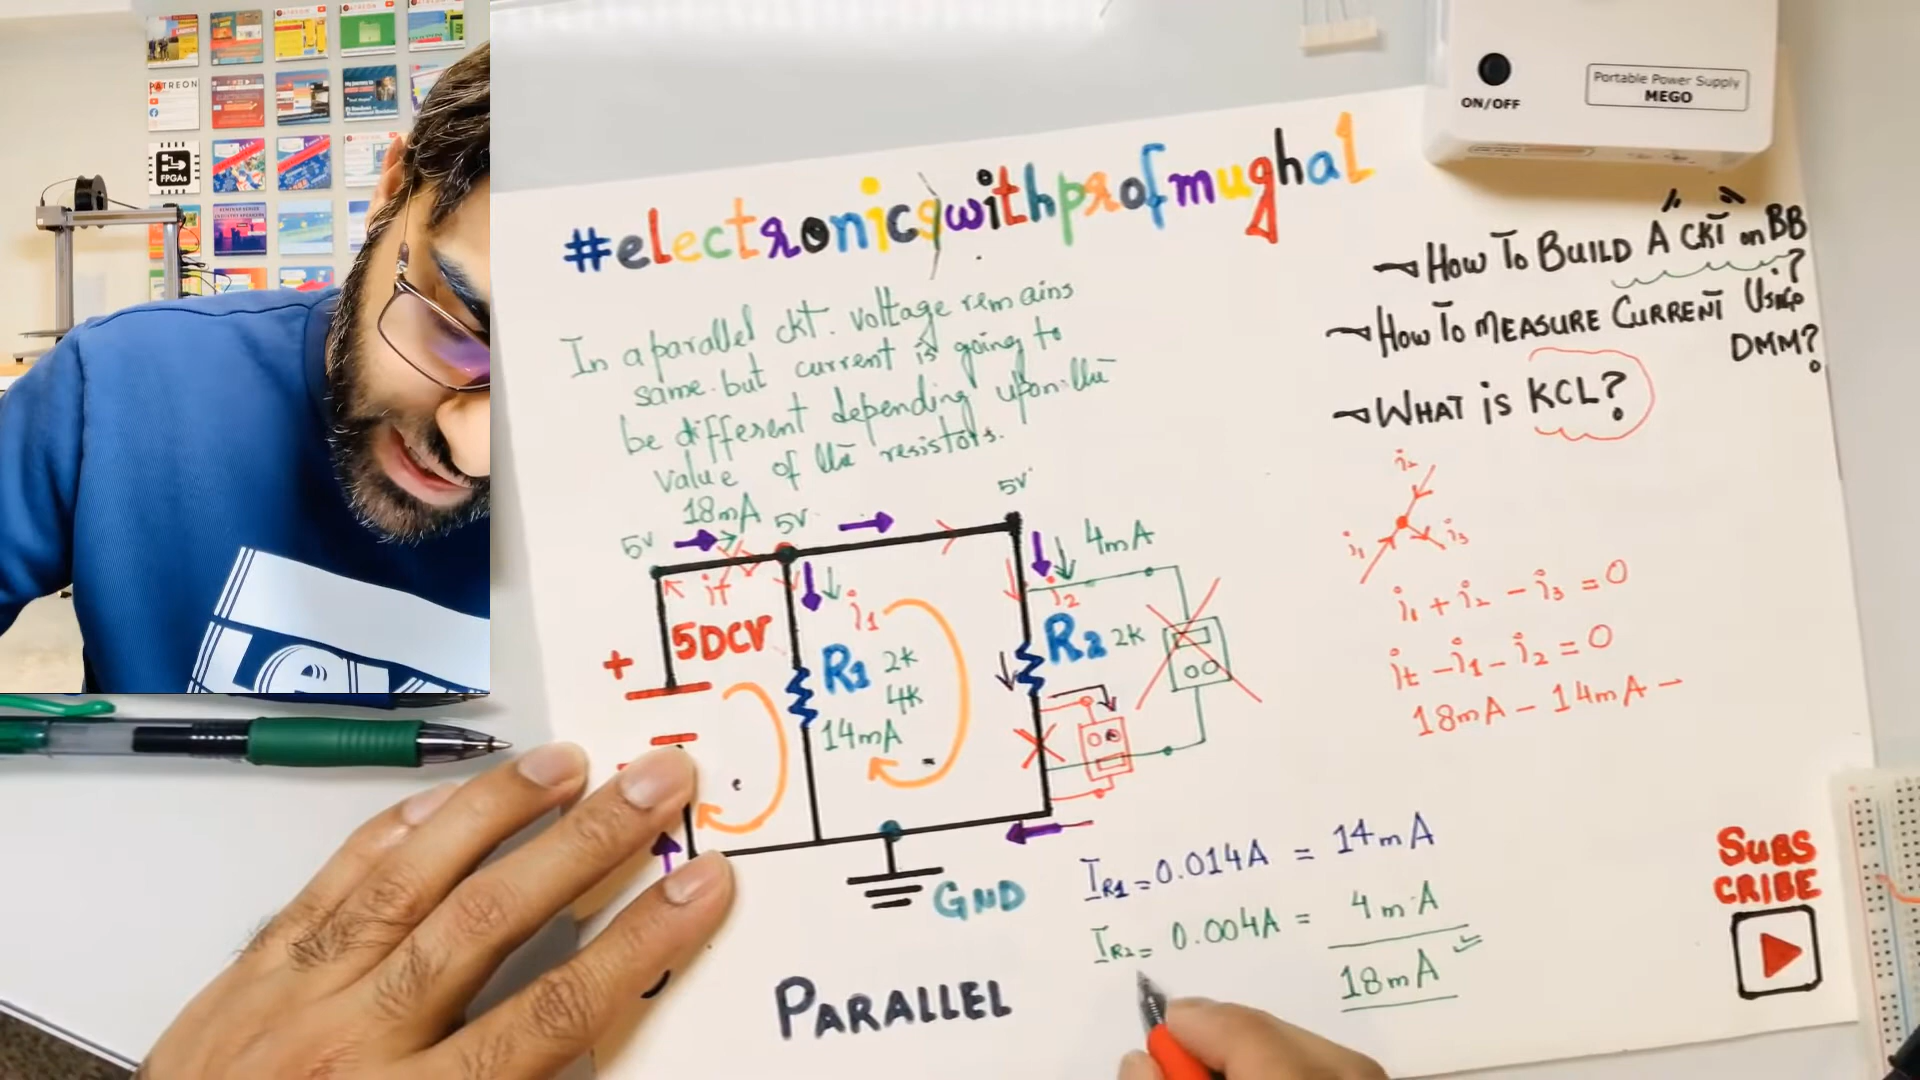 PATREON
FPGAs
Portable Power Supply
MEGO
ON/OFF
#electronicswithprofmughal
In a parallel ckt. voltage remains
same but current is going to
be different depending upon the
value of the resistors.
HOW TO BUILD A CKT on BB
?
HOW TO MEASURE CURRENT USING
DMM?
WHAT is KCL?
i2
i1
i3
i1 + i2 - i3 = 0
it - i1 - i2 = 0
18mA - 14mA -
18mA
5V
5V
5V
4mA
it
i1
i2
5DCV
+
R1 2K
4K
14mA
R2 2K
GND
IR1 = 0.014A = 14mA
IR2 = 0.004A = 4mA
18mA
PARALLEL
SUBS
CRIBE